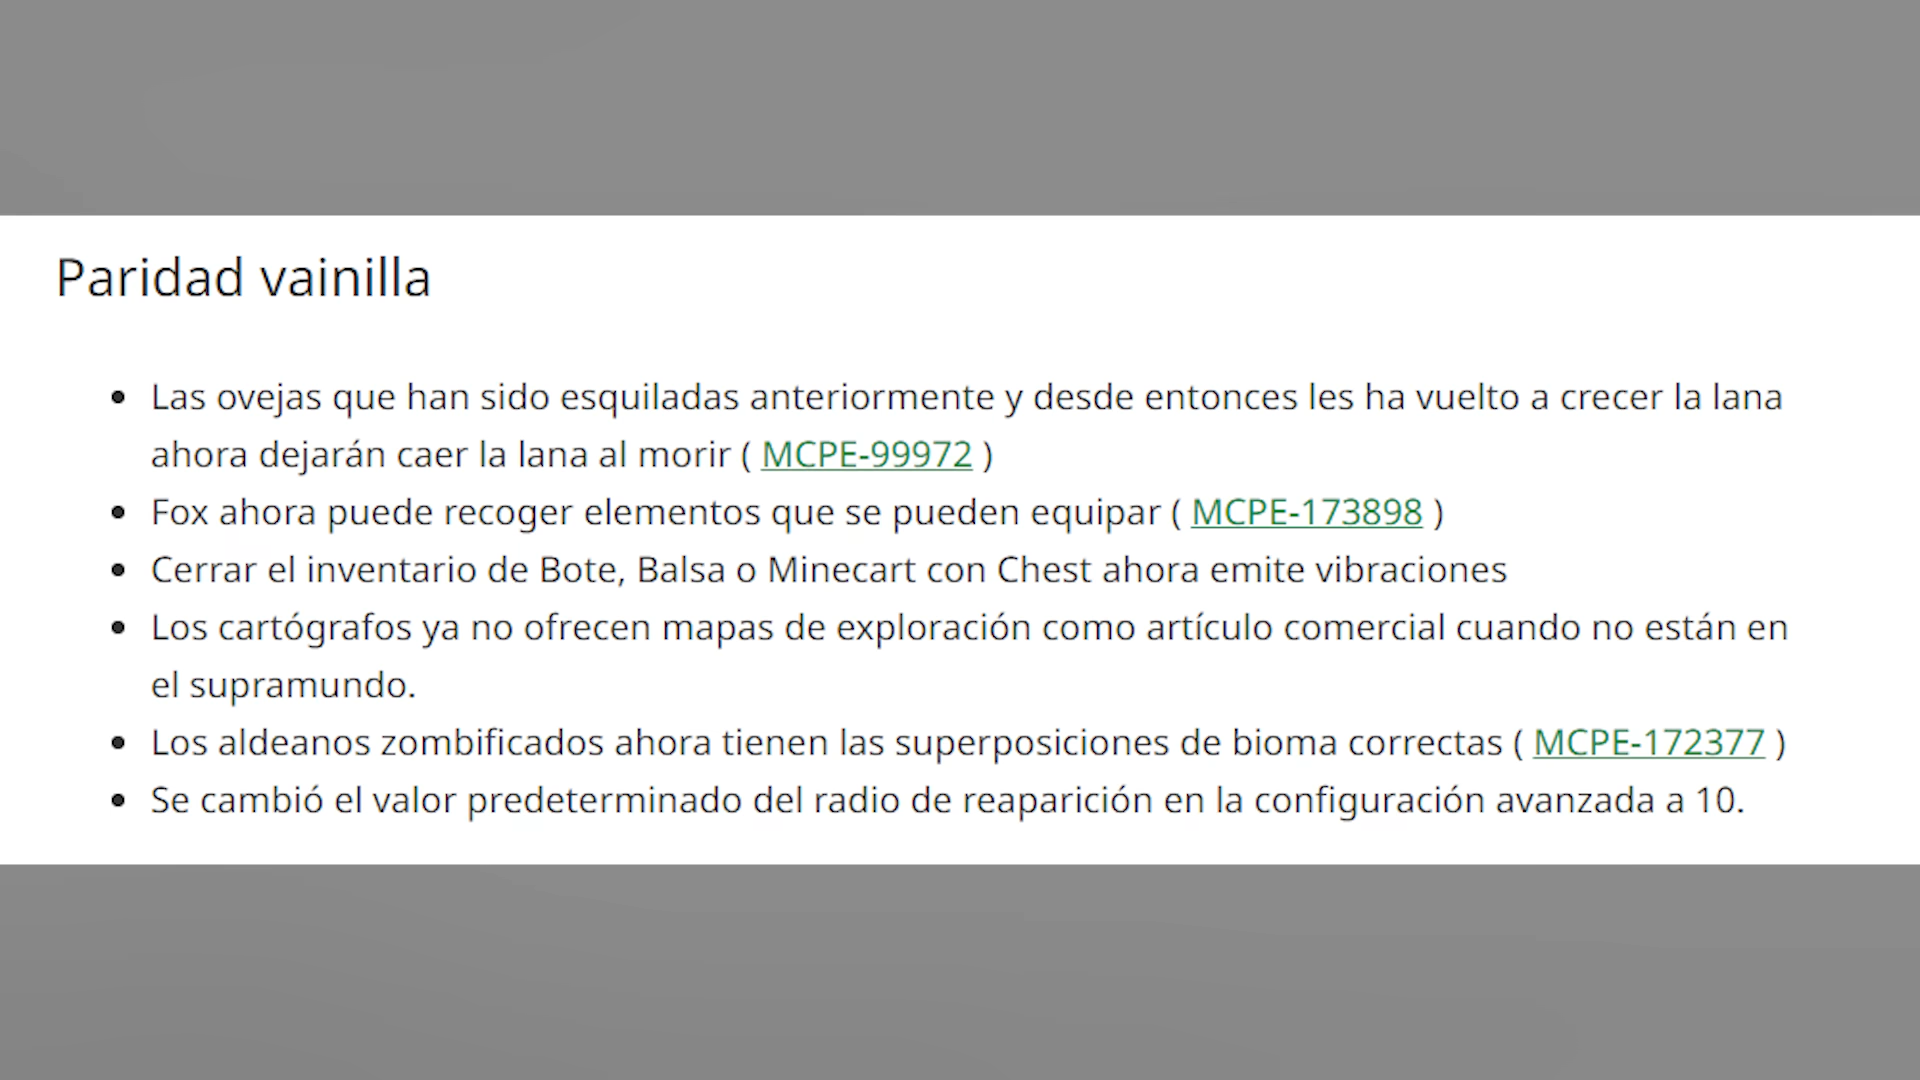 Paridad vainilla
• Las ovejas que han sido esquiladas anteriormente y desde entonces les ha vuelto a crecer la lana
ahora dejarán caer la lana al morir ( MCPE-99972 )
• Fox ahora puede recoger elementos que se pueden equipar ( MCPE-173898 )
• Cerrar el inventario de Bote, Balsa o Minecart con Chest ahora emite vibraciones
• Los cartógrafos ya no ofrecen mapas de exploración como artículo comercial cuando no están en
el supramundo.
• Los aldeanos zombificados ahora tienen las superposiciones de bioma correctas ( MCPE-172377 )
• Se cambió el valor predeterminado del radio de reaparición en la configuración avanzada a 10.